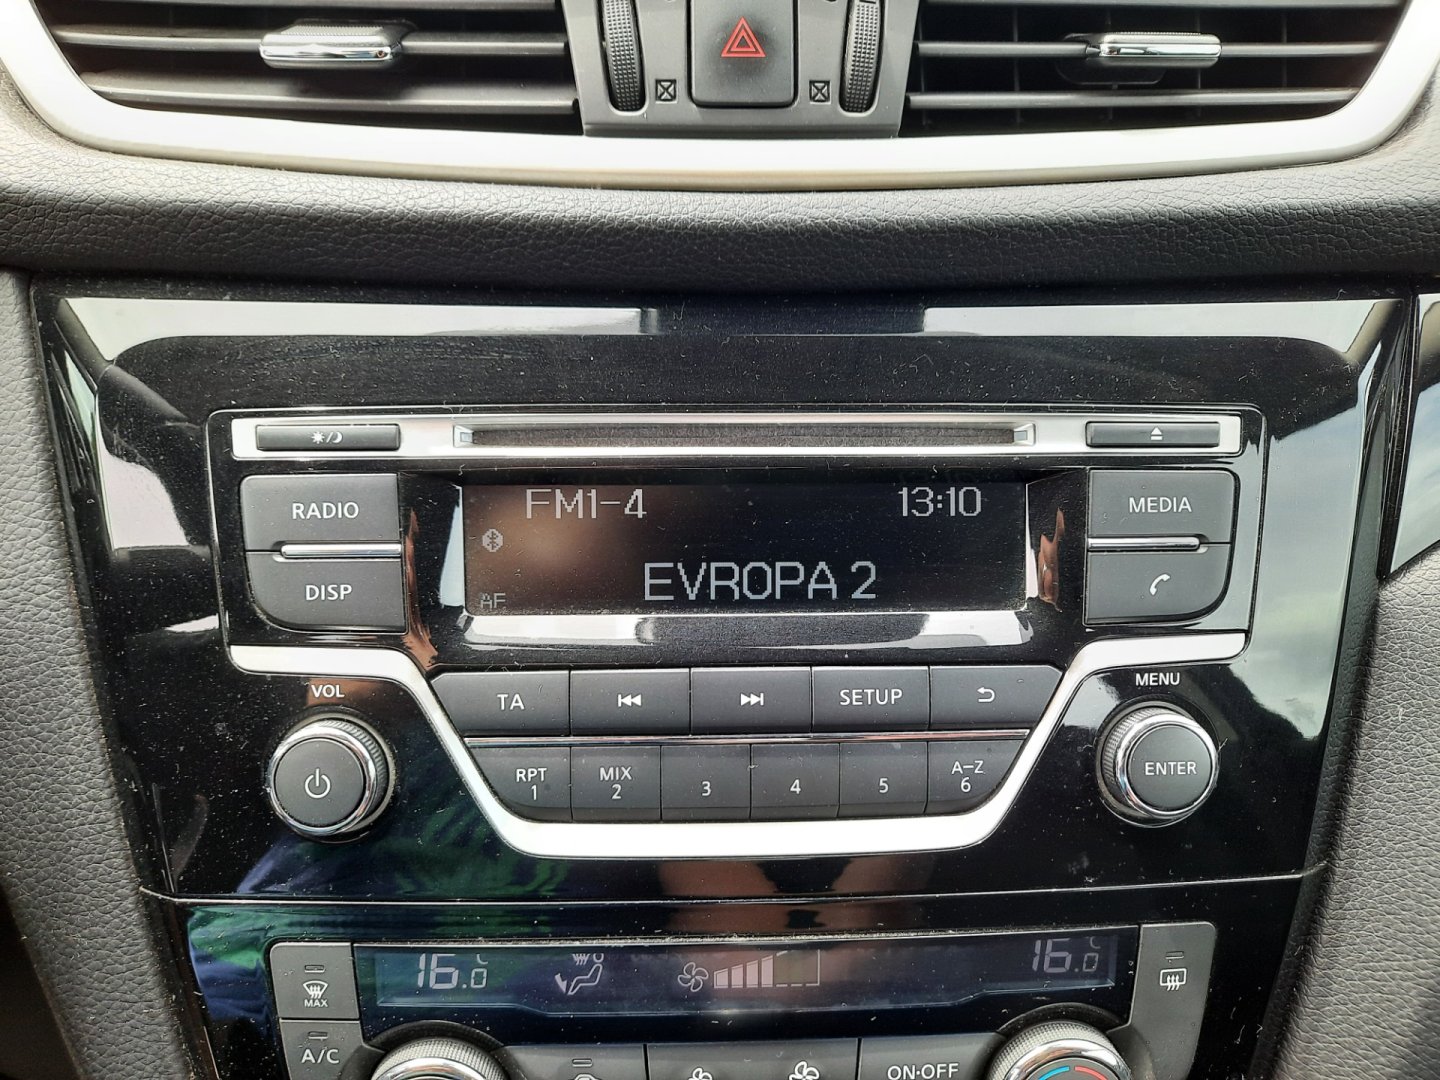 FM1-4 13:10
EVROPA 2
AF
RADIO
DISP
MEDIA
VOL
MENU
TA
SETUP
RPT 1
MIX 2
3
4
5
A-Z 6
ENTER
16.0 16.0 °C
MAX
A/C
ON·OFF